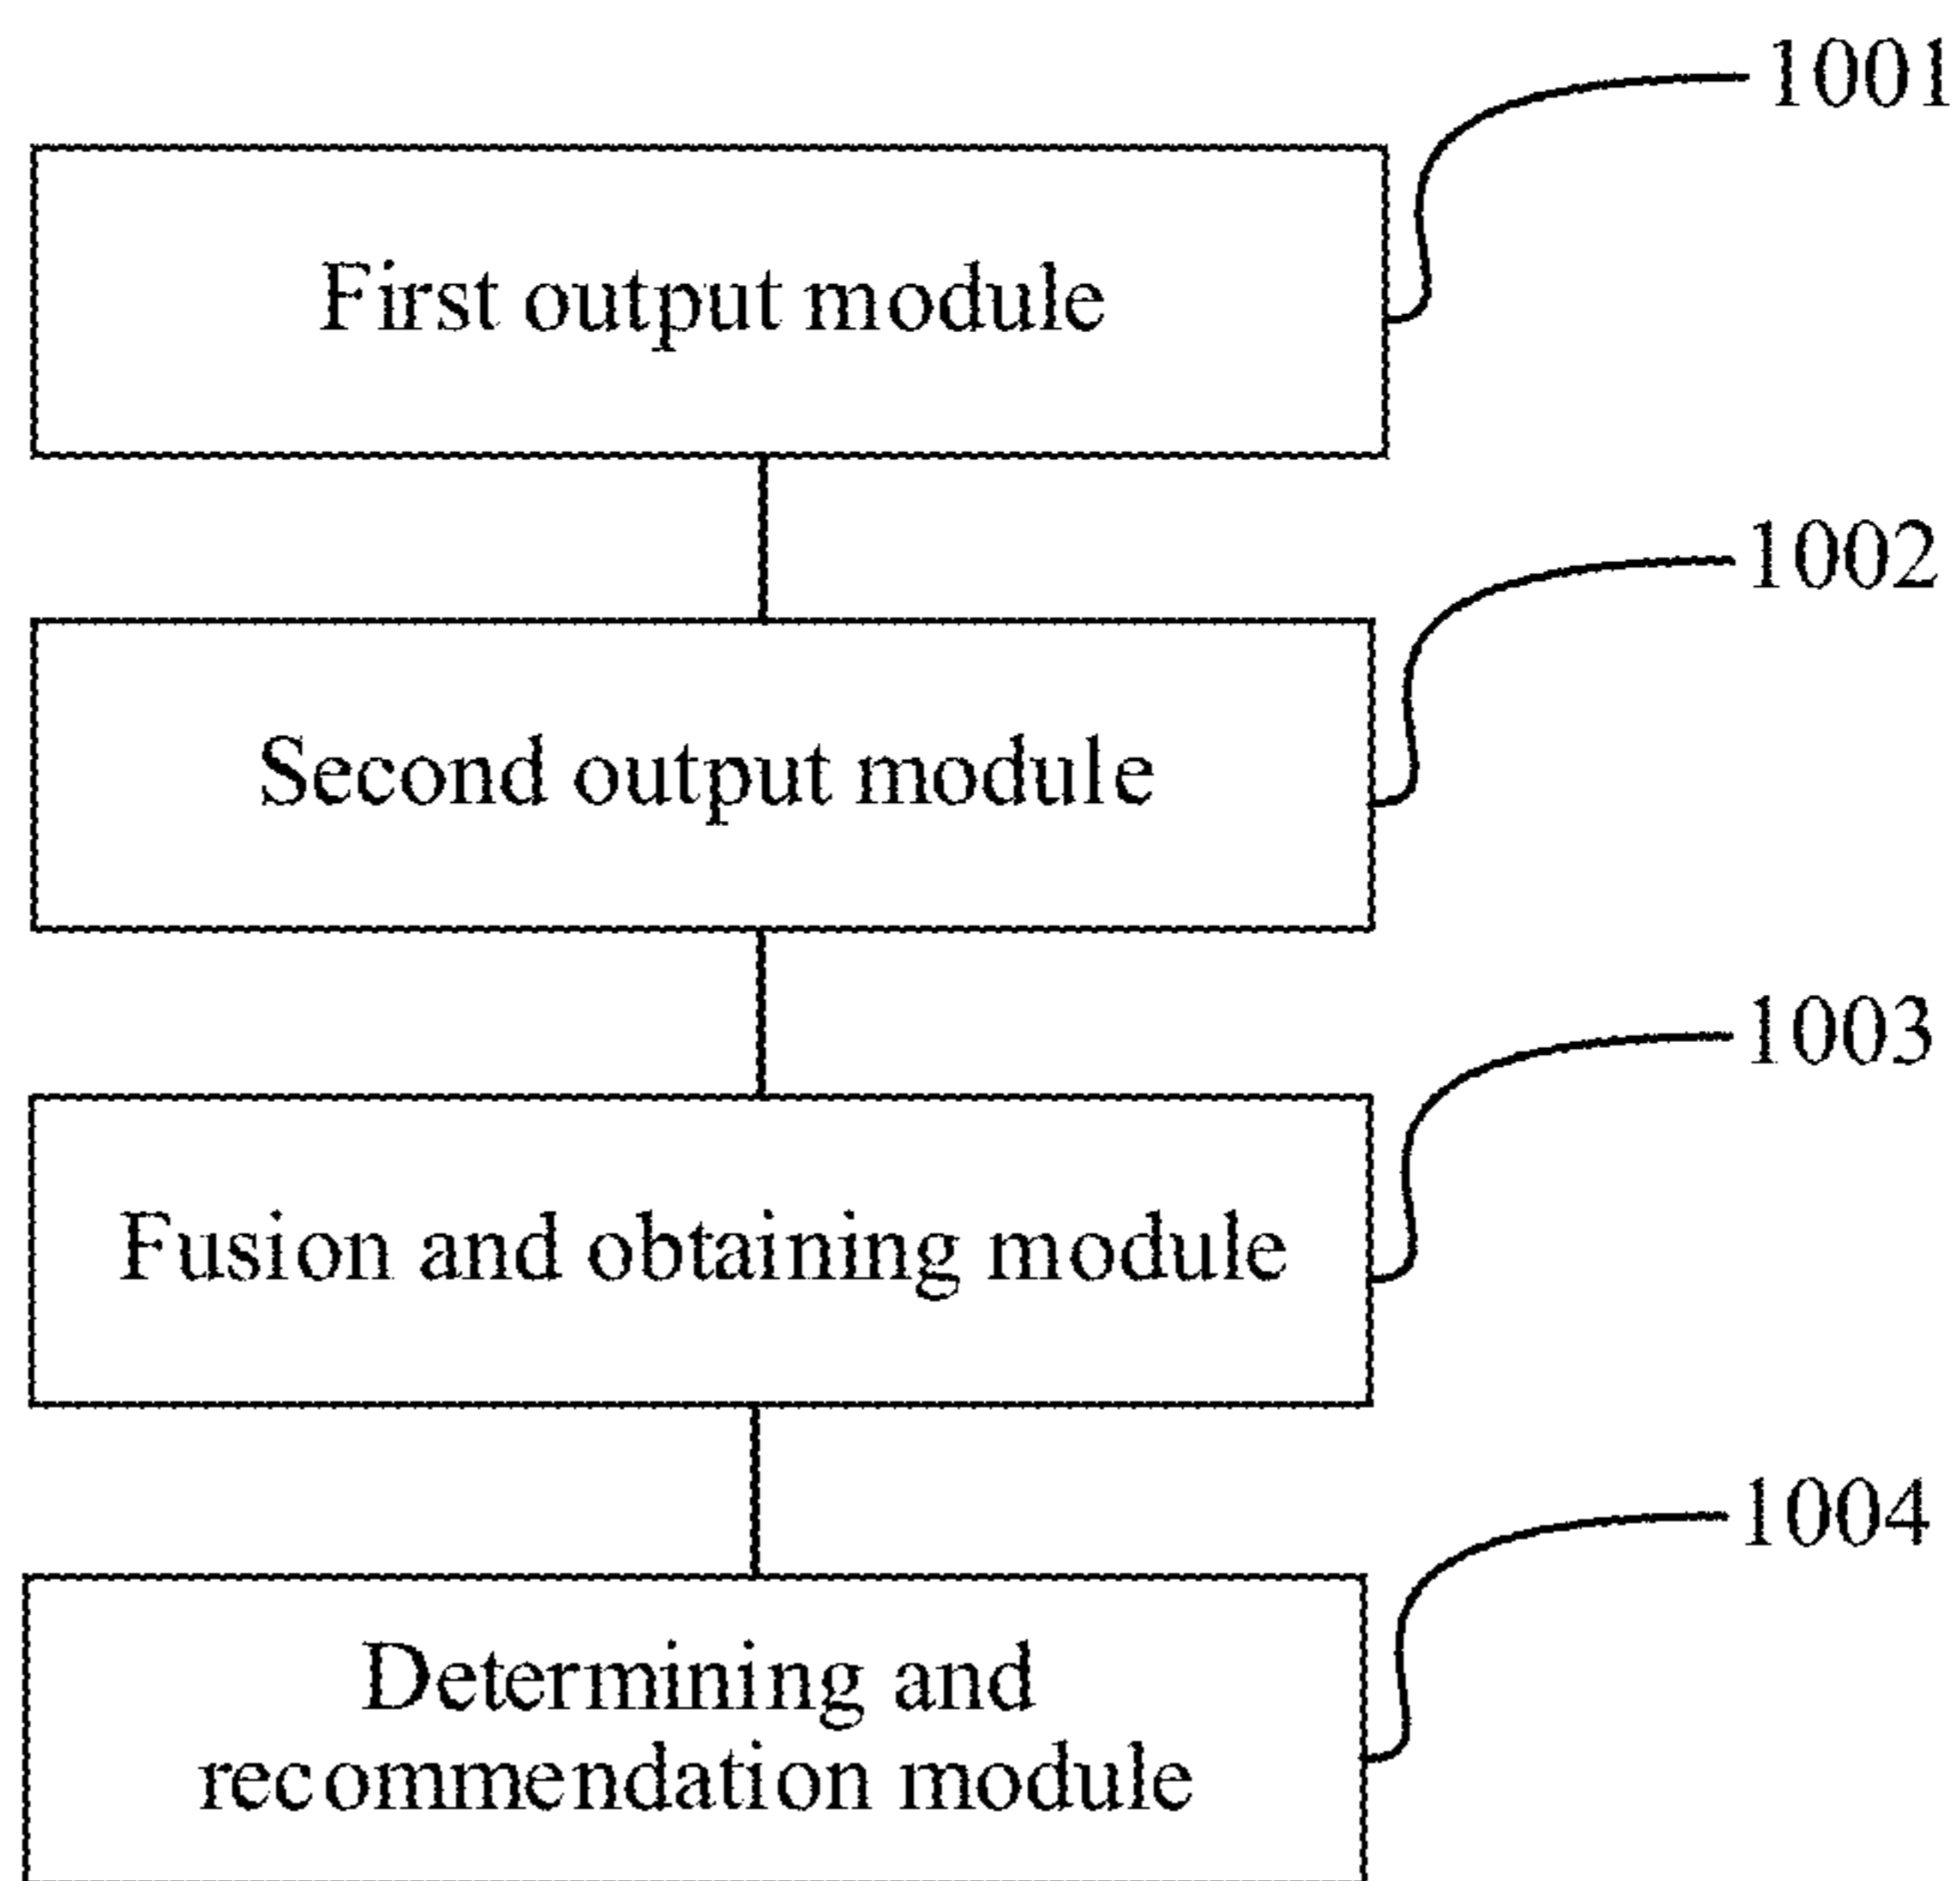 1001
First output module
1002
Second output module
1003
Fusion and obtaining module
1004
Determining and
recommendation module